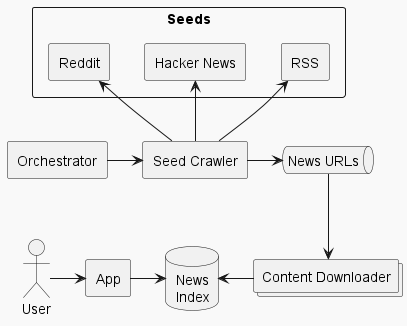 Seeds
Reddit
Hacker News
RSS
Orchestrator
Seed Crawler
News URLs
User
App
News
Index
Content Downloader